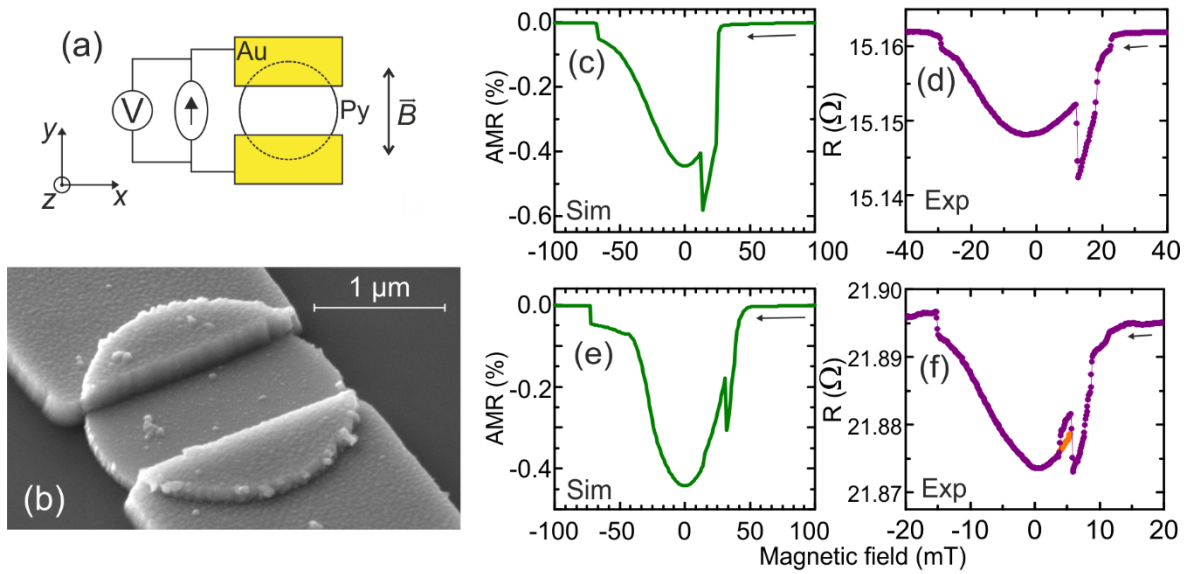 (a)
Au
V
Py
B̅
y
z
x
(b)
1 μm
(c)
AMR (%)
0.0
-0.2
-0.4
-0.6
Sim
-100 -50 0 50 100
(d)
R (Ω)
15.16
15.15
15.14
Exp
-40 -20 0 20 40
(e)
AMR (%)
0.0
-0.2
-0.4
Sim
-100 -50 0 50 100
(f)
R (Ω)
21.90
21.89
21.88
21.87
Exp
-20 -10 0 10 20
Magnetic field (mT)